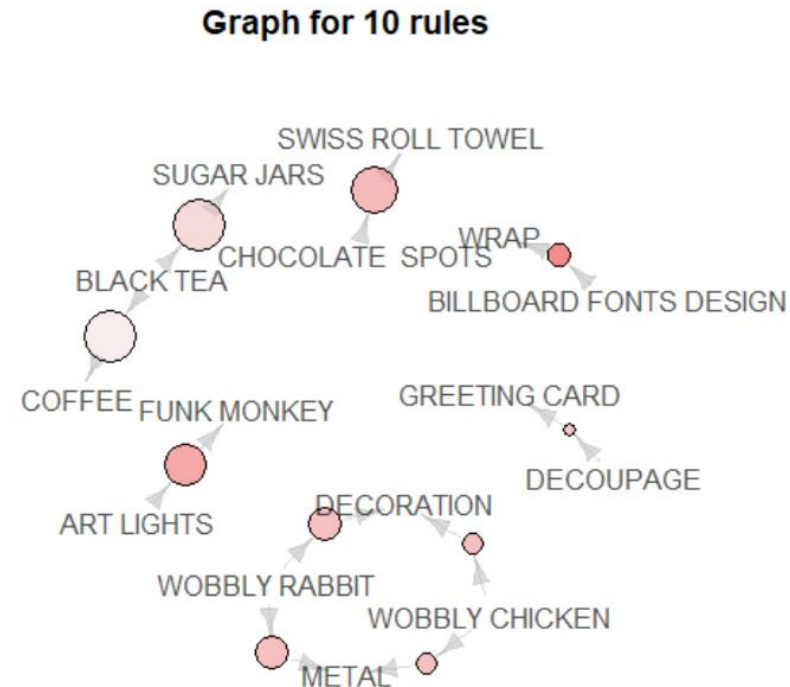 Graph for 10 rules
SWISS ROLL TOWEL
SUGAR JARS
WRAP
CHOCOLATE SPOTS
BLACK TEA
BILLBOARD FONTS DESIGN
GREETING CARD
COFFEE
FUNK MONKEY
DECOUPAGE
DECORATION
ART LIGHTS
WOBBLY RABBIT
WOBBLY CHICKEN
METAL